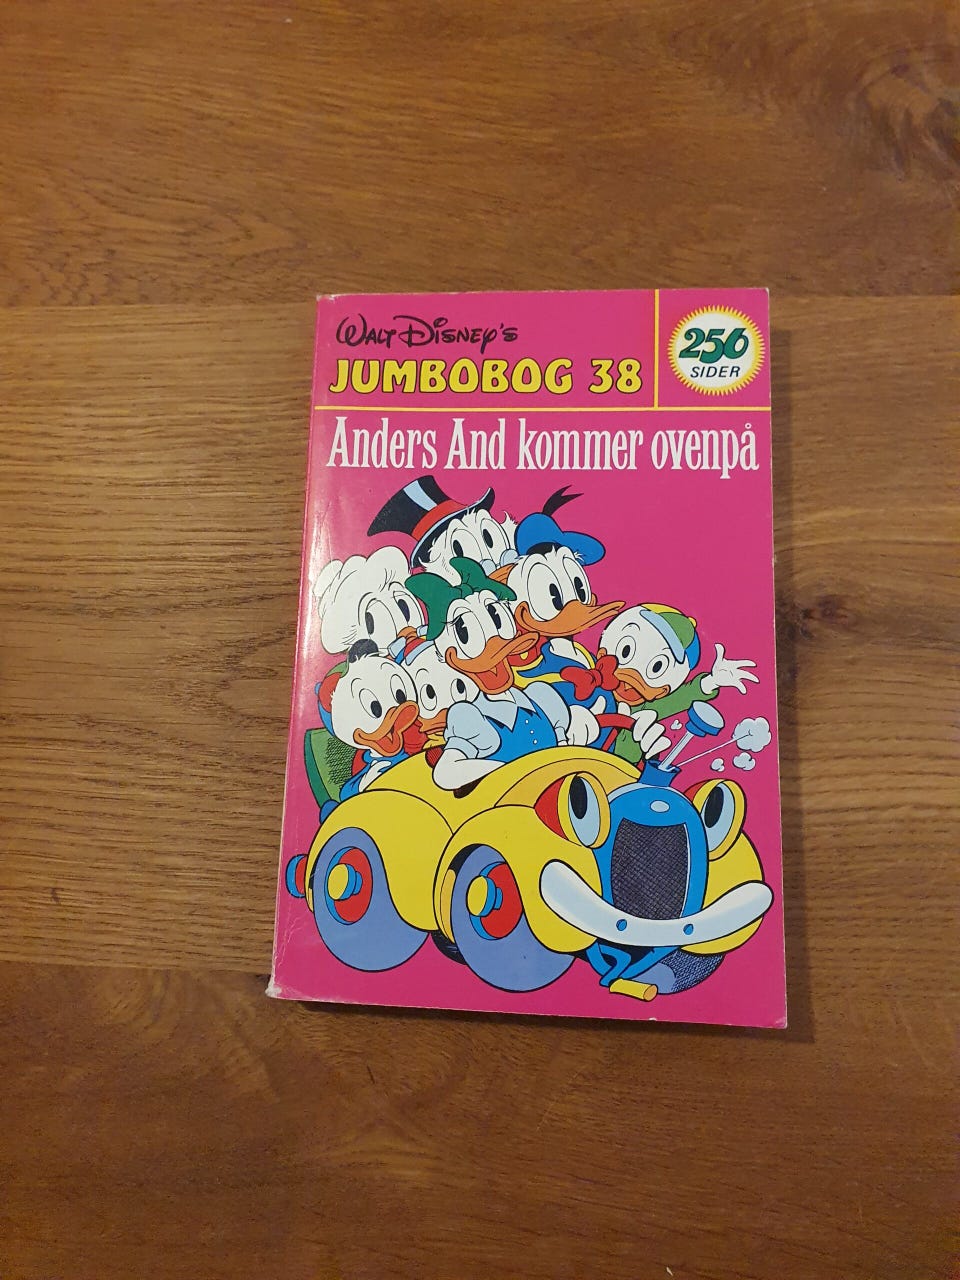 WALT DISNEY'S
JUMBOBOG 38
256
SIDER
Anders And kommer ovenpå